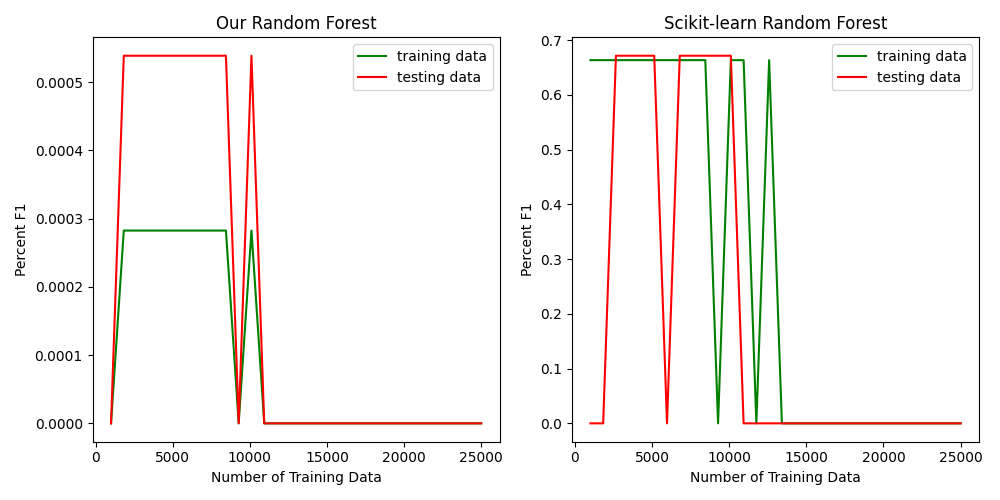 Our Random Forest
training data
testing data
Percent F1
0.0005
0.0004
0.0003
0.0002
0.0001
0.0000
0
5000
10000
15000
20000
25000
Number of Training Data
Scikit-learn Random Forest
training data
testing data
Percent F1
0.7
0.6
0.5
0.4
0.3
0.2
0.1
0.0
0
5000
10000
15000
20000
25000
Number of Training Data